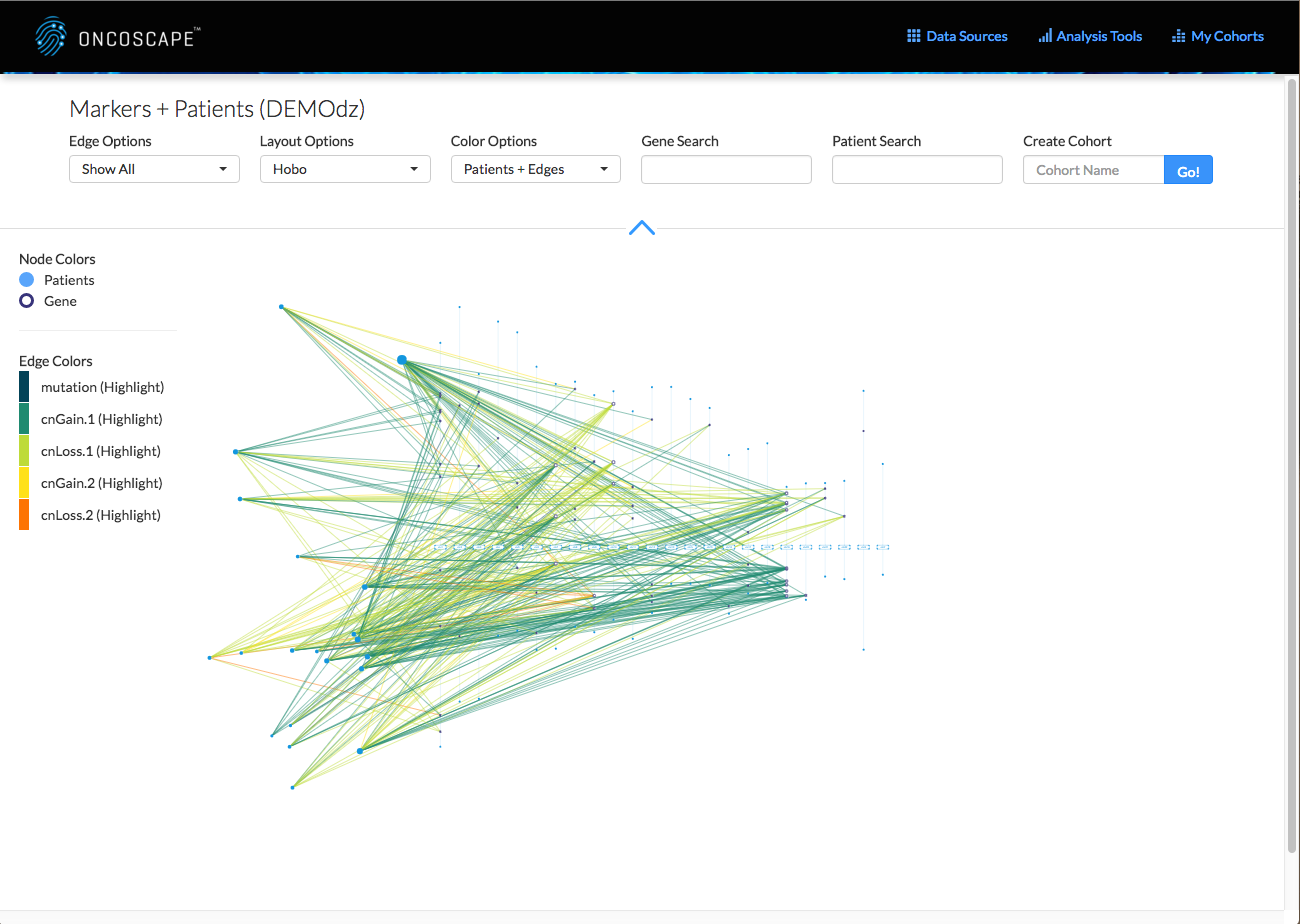 ONCOSCAPE™
Data Sources
Analysis Tools
My Cohorts
Markers + Patients (DEMOdz)
Edge Options
Layout Options
Color Options
Gene Search
Patient Search
Create Cohort
Show All
Hobo
Patients + Edges
Cohort Name
Go!
Node Colors
Patients
Gene
Edge Colors
mutation (Highlight)
cnGain.1 (Highlight)
cnLoss.1 (Highlight)
cnGain.2 (Highlight)
cnLoss.2 (Highlight)